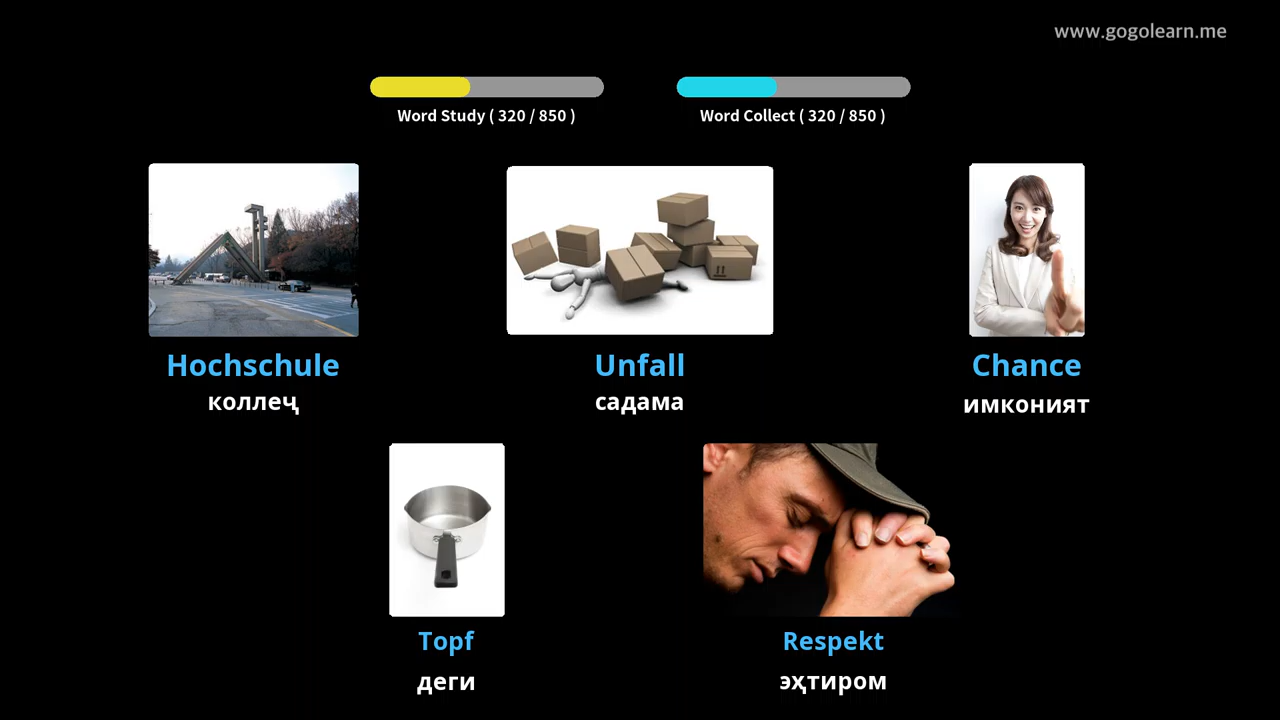 www.gogolearn.me
Word Study ( 320 / 850 )
Word Collect ( 320 / 850 )
Hochschule
коллеҷ
Unfall
садама
Chance
имконият
Topf
деги
Respekt
эҳтиром